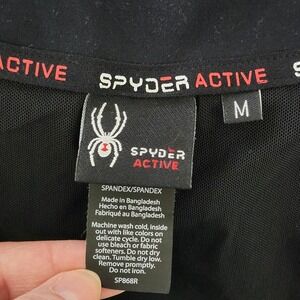 ACTIVE SPYDER ACTIVE S
M
SPYDER
ACTIVE
SPANDEX/SPANDEX
Made in Bangladesh
Hecho en Bangladesh
Fabriqué au Bangladesh
Machine wash cold, inside
out with like colors on
delicate cycle. Do not
use bleach or fabric
softeners. Do not dry
clean. Tumble dry low.
Remove promptly.
Do not iron.
SP868R